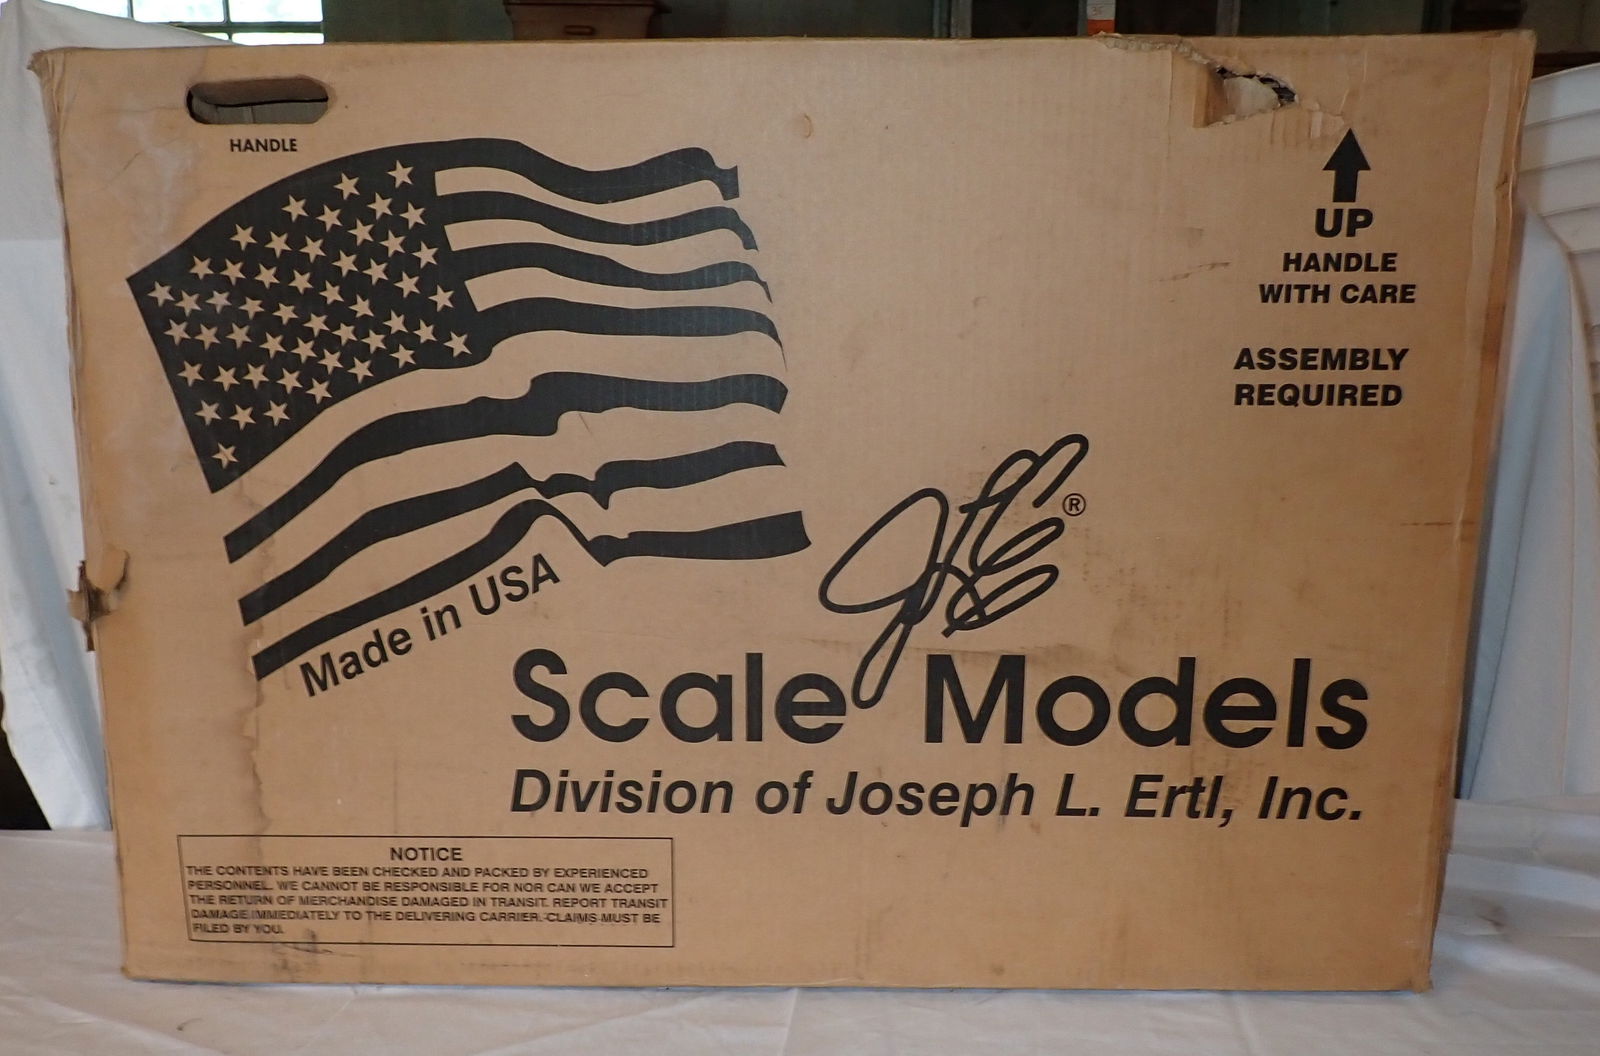 HANDLE
UP
HANDLE
WITH CARE
ASSEMBLY
REQUIRED
®
Made in USA
Scale Models
Division of Joseph L. Ertl, Inc.
NOTICE
THE CONTENTS HAVE BEEN CHECKED AND PACKED BY EXPERIENCED
PERSONNEL. WE CANNOT BE RESPONSIBLE FOR NOR CAN WE ACCEPT
THE RETURN OF MERCHANDISE DAMAGED IN TRANSIT. REPORT TRANSIT
DAMAGE IMMEDIATELY TO THE DELIVERING CARRIER. CLAIMS MUST BE
FILED BY YOU.